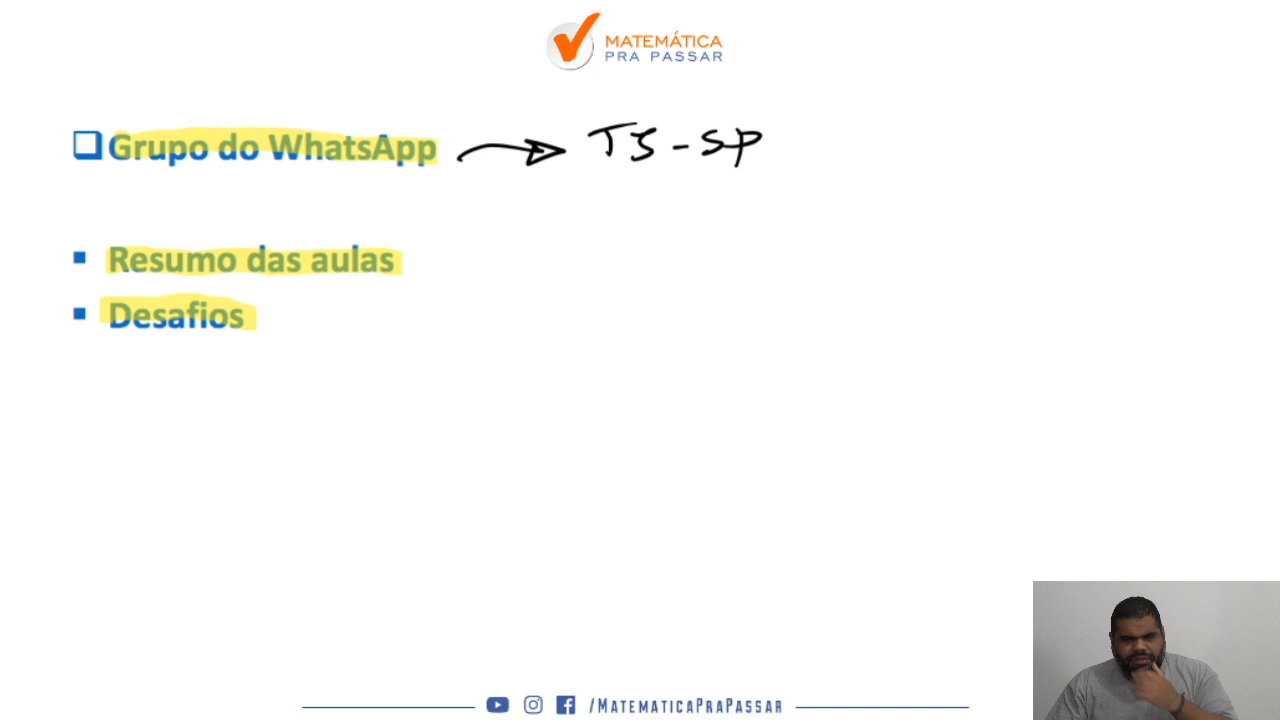 MATEMÁTICA
PRA PASSAR
Grupo do WhatsApp TJ-SP
Resumo das aulas
Desafios
/MATEMATICAPRAPASSAR